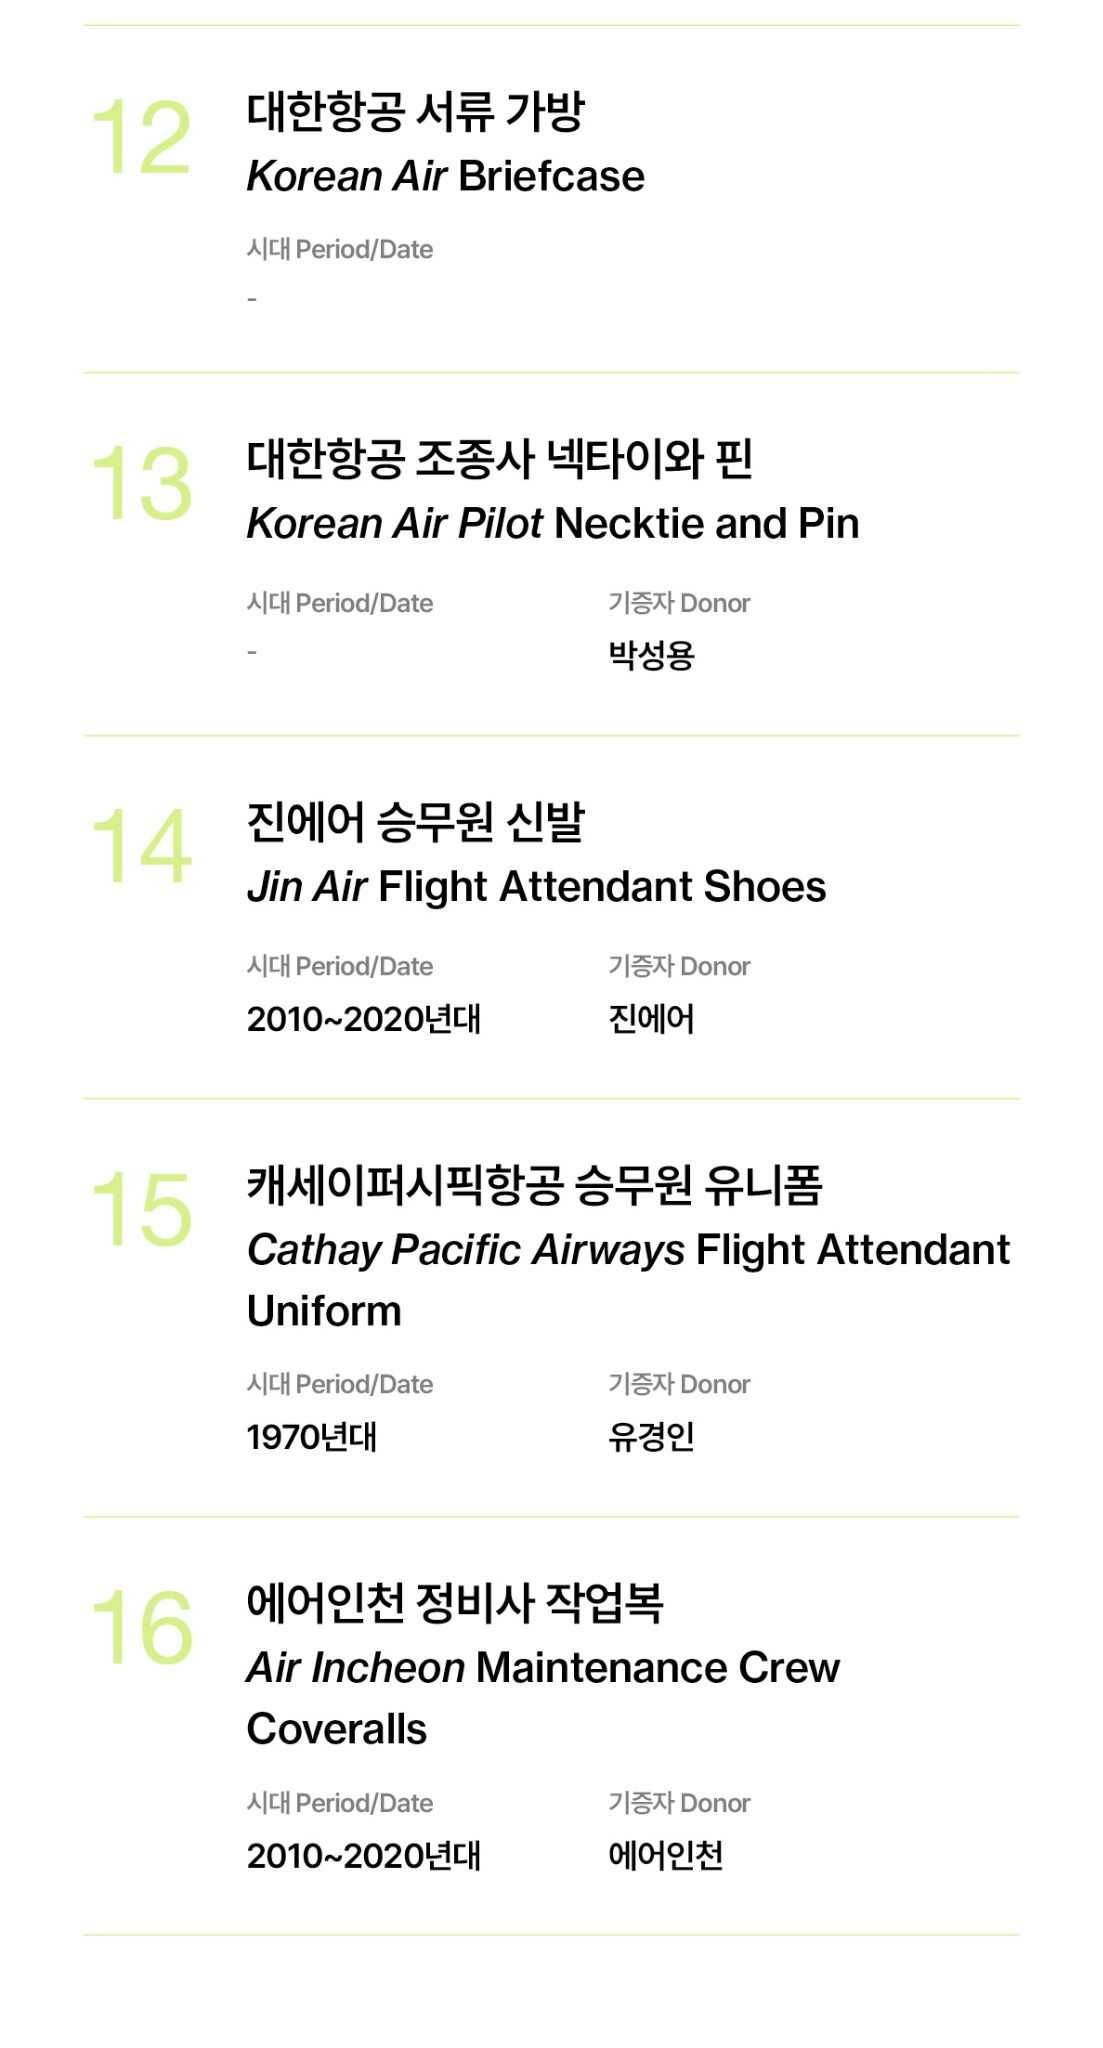 12
대한항공 서류 가방
Korean Air Briefcase
시대 Period/Date
-
13
대한항공 조종사 넥타이와 핀
Korean Air Pilot Necktie and Pin
시대 Period/Date 기증자 Donor
- 박성용
14
진에어 승무원 신발
Jin Air Flight Attendant Shoes
시대 Period/Date 기증자 Donor
2010~2020년대 진에어
15
캐세이퍼시픽항공 승무원 유니폼
Cathay Pacific Airways Flight Attendant
Uniform
시대 Period/Date 기증자 Donor
1970년대 유경인
16
에어인천 정비사 작업복
Air Incheon Maintenance Crew
Coveralls
시대 Period/Date 기증자 Donor
2010~2020년대 에어인천